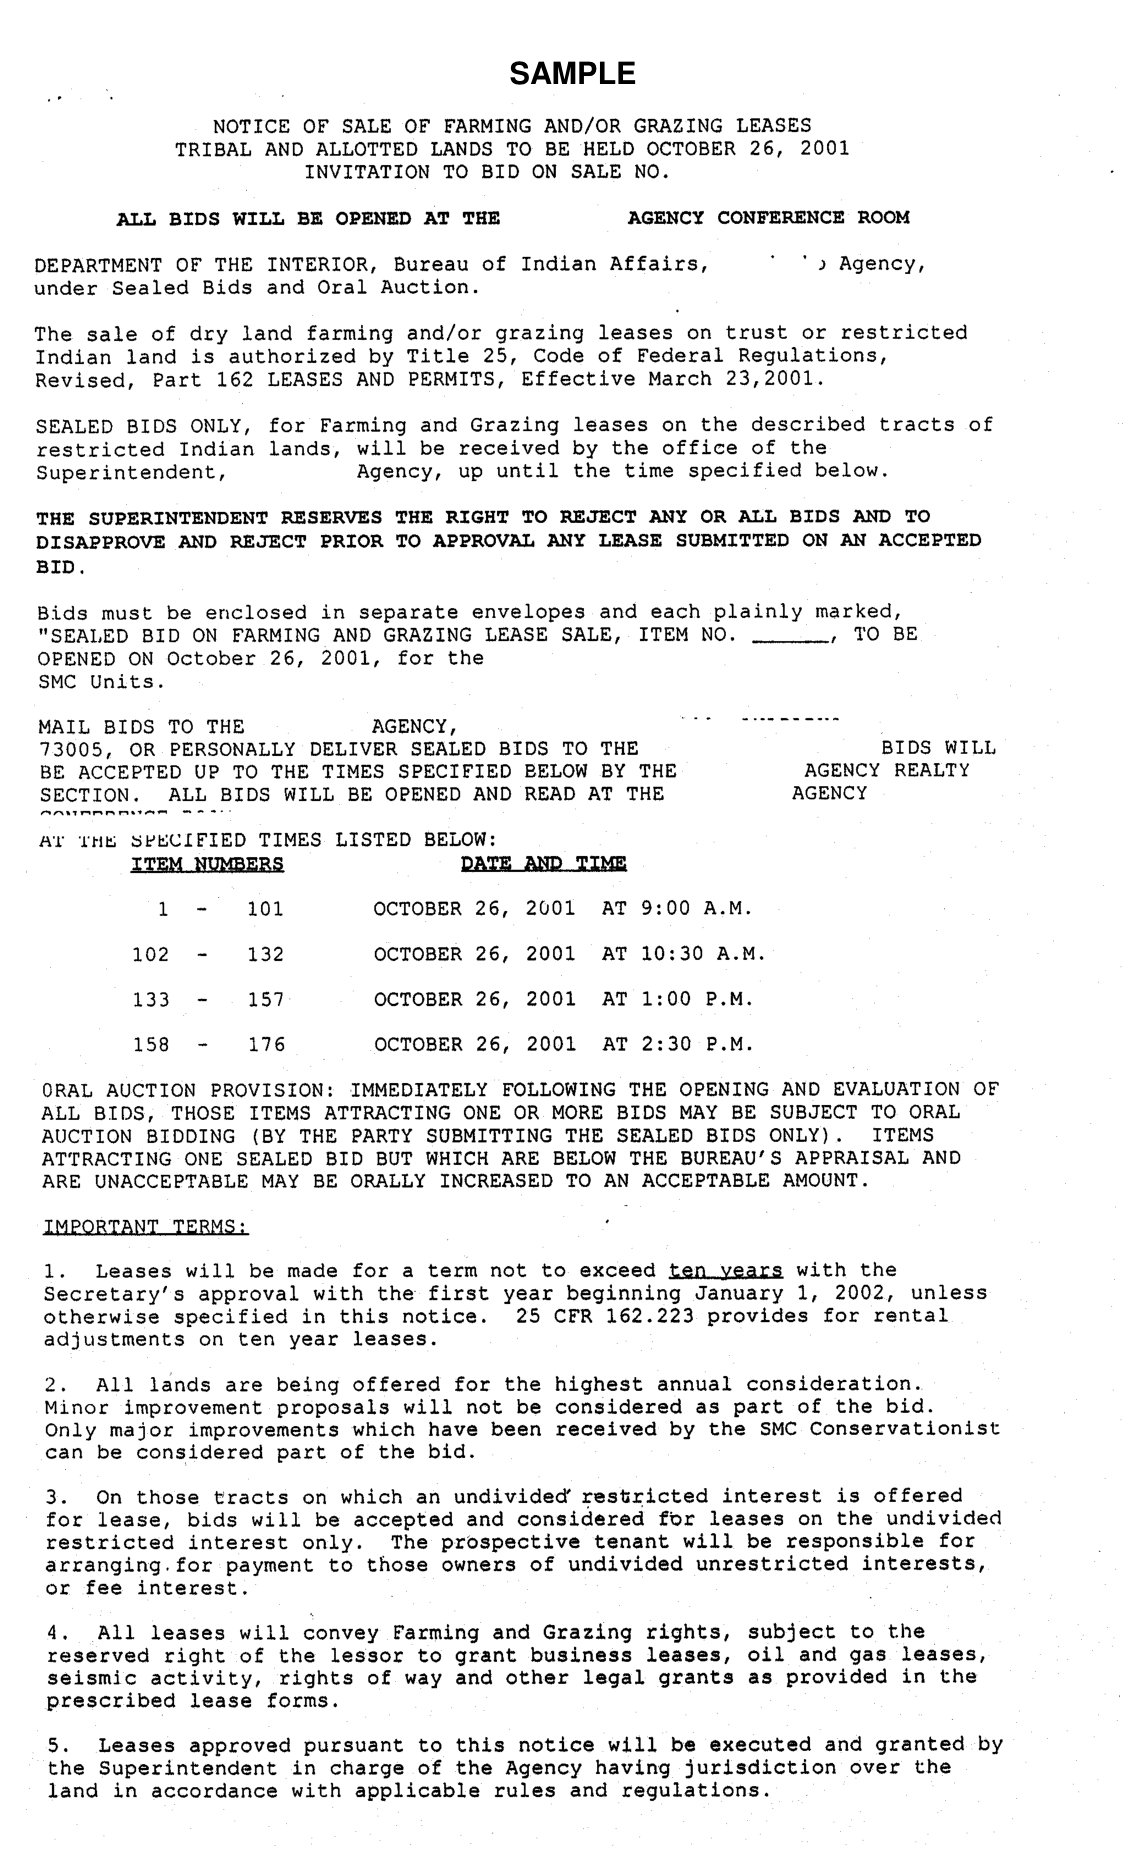 SAMPLE
NOTICE OF SALE OF FARMING AND/OR GRAZING LEASES
TRIBAL AND ALLOTTED LANDS TO BE HELD OCTOBER 26, 2001
INVITATION TO BID ON SALE NO.
ALL BIDS WILL BE OPENED AT THE AGENCY CONFERENCE ROOM
DEPARTMENT OF THE INTERIOR, Bureau of Indian Affairs, Agency,
under Sealed Bids and Oral Auction.
The sale of dry land farming and/or grazing leases on trust or restricted
Indian land is authorized by Title 25, Code of Federal Regulations,
Revised, Part 162 LEASES AND PERMITS, Effective March 23,2001.
SEALED BIDS ONLY, for Farming and Grazing leases on the described tracts of
restricted Indian lands, will be received by the office of the
Superintendent, Agency, up until the time specified below.
THE SUPERINTENDENT RESERVES THE RIGHT TO REJECT ANY OR ALL BIDS AND TO
DISAPPROVE AND REJECT PRIOR TO APPROVAL ANY LEASE SUBMITTED ON AN ACCEPTED
BID.
Bids must be enclosed in separate envelopes and each plainly marked,
"SEALED BID ON FARMING AND GRAZING LEASE SALE, ITEM NO. ______, TO BE
OPENED ON October 26, 2001, for the
SMC Units.
MAIL BIDS TO THE AGENCY,
73005, OR PERSONALLY DELIVER SEALED BIDS TO THE BIDS WILL
BE ACCEPTED UP TO THE TIMES SPECIFIED BELOW BY THE AGENCY REALTY
SECTION. ALL BIDS WILL BE OPENED AND READ AT THE AGENCY
AT THE SPECIFIED TIMES LISTED BELOW:
ITEM NUMBERS DATE AND TIME
1 - 101 OCTOBER 26, 2001 AT 9:00 A.M.
102 - 132 OCTOBER 26, 2001 AT 10:30 A.M.
133 - 157 OCTOBER 26, 2001 AT 1:00 P.M.
158 - 176 OCTOBER 26, 2001 AT 2:30 P.M.
ORAL AUCTION PROVISION: IMMEDIATELY FOLLOWING THE OPENING AND EVALUATION OF
ALL BIDS, THOSE ITEMS ATTRACTING ONE OR MORE BIDS MAY BE SUBJECT TO ORAL
AUCTION BIDDING (BY THE PARTY SUBMITTING THE SEALED BIDS ONLY). ITEMS
ATTRACTING ONE SEALED BID BUT WHICH ARE BELOW THE BUREAU'S APPRAISAL AND
ARE UNACCEPTABLE MAY BE ORALLY INCREASED TO AN ACCEPTABLE AMOUNT.
IMPORTANT TERMS:
1. Leases will be made for a term not to exceed ten years with the
Secretary's approval with the first year beginning January 1, 2002, unless
otherwise specified in this notice. 25 CFR 162.223 provides for rental
adjustments on ten year leases.
2. All lands are being offered for the highest annual consideration.
Minor improvement proposals will not be considered as part of the bid.
Only major improvements which have been received by the SMC Conservationist
can be considered part of the bid.
3. On those tracts on which an undivided restricted interest is offered
for lease, bids will be accepted and considered for leases on the undivided
restricted interest only. The prospective tenant will be responsible for
arranging for payment to those owners of undivided unrestricted interests,
or fee interest.
4. All leases will convey Farming and Grazing rights, subject to the
reserved right of the lessor to grant business leases, oil and gas leases,
seismic activity, rights of way and other legal grants as provided in the
prescribed lease forms.
5. Leases approved pursuant to this notice will be executed and granted by
the Superintendent in charge of the Agency having jurisdiction over the
land in accordance with applicable rules and regulations.